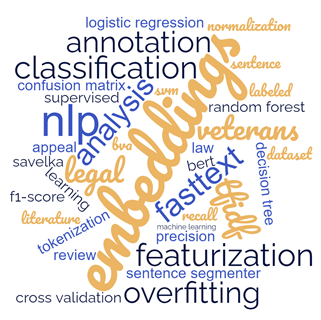 logistic regression
normalization
annotation
classification
sentence
confusion matrix
svm
labeled
supervised
analysis
random forest
nlp
embeddings
veterans
appeal
bva
law
dataset
savelka
legal
bert
decision tree
learning
fasttext
f1-score
tfidf
literature
recall
tokenization
machine learning
precision
review
featurization
sentence segmenter
cross validation
overfitting